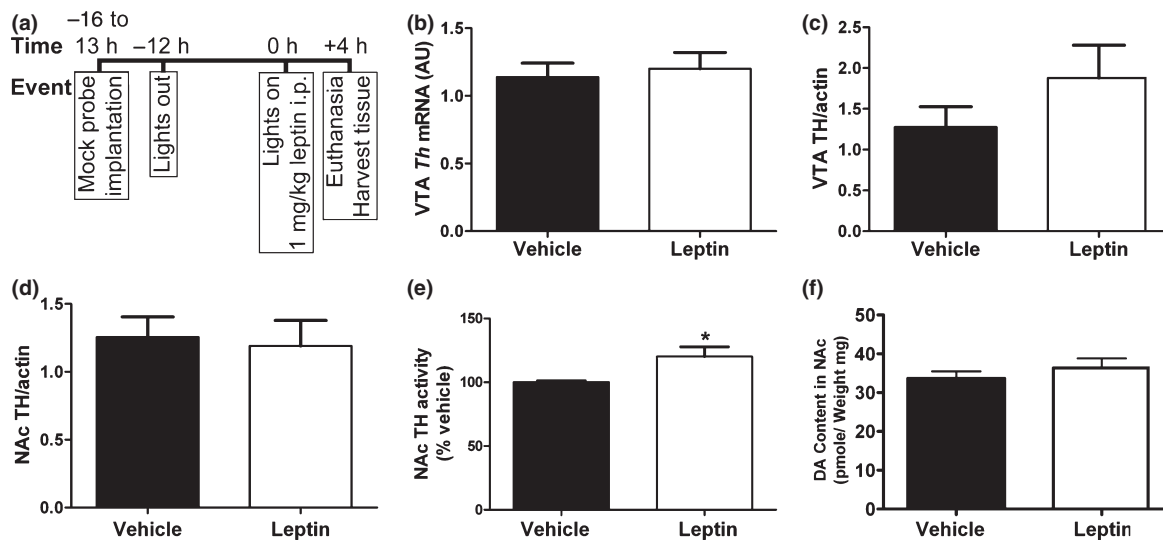 (a)
–16 to
Time 13 h –12 h 0 h +4 h
Event
Mock probe
implantation
Lights out
Lights on
1 mg/kg leptin i.p.
Euthanasia
Harvest tissue
(b)
VTA Th mRNA (AU)
1.5
1.0
0.5
0.0
Vehicle Leptin
(c)
VTA TH/actin
2.5
2.0
1.5
1.0
0.5
0.0
Vehicle Leptin
(d)
NAc TH/actin
1.5
1.0
0.5
0.0
Vehicle Leptin
(e)
NAc TH activity
(% vehicle)
150
100
50
0
*
Vehicle Leptin
(f)
DA Content in NAc
(pmole/ Weight mg)
50
40
30
20
10
0
Vehicle Leptin